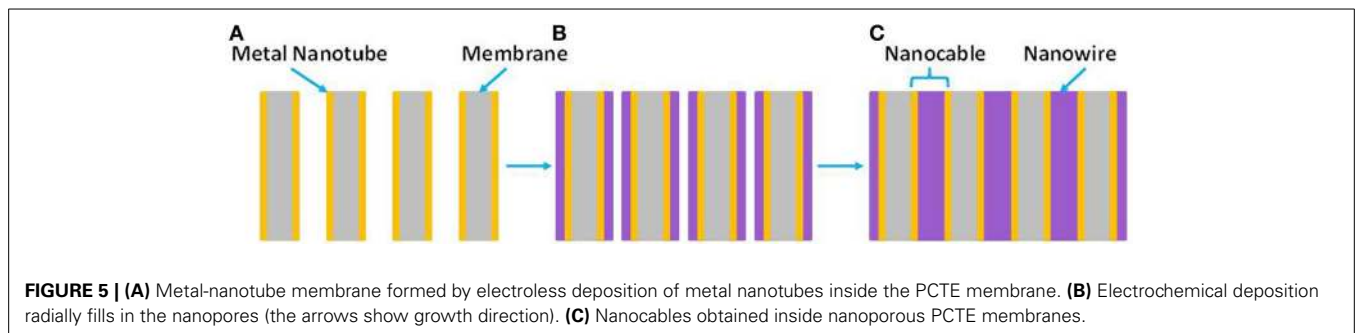 A B C
Metal Nanotube Membrane Nanocable Nanowire
FIGURE 5 | (A) Metal-nanotube membrane formed by electroless deposition of metal nanotubes inside the PCTE membrane. (B) Electrochemical deposition
radially fills in the nanopores (the arrows show growth direction). (C) Nanocables obtained inside nanoporous PCTE membranes.